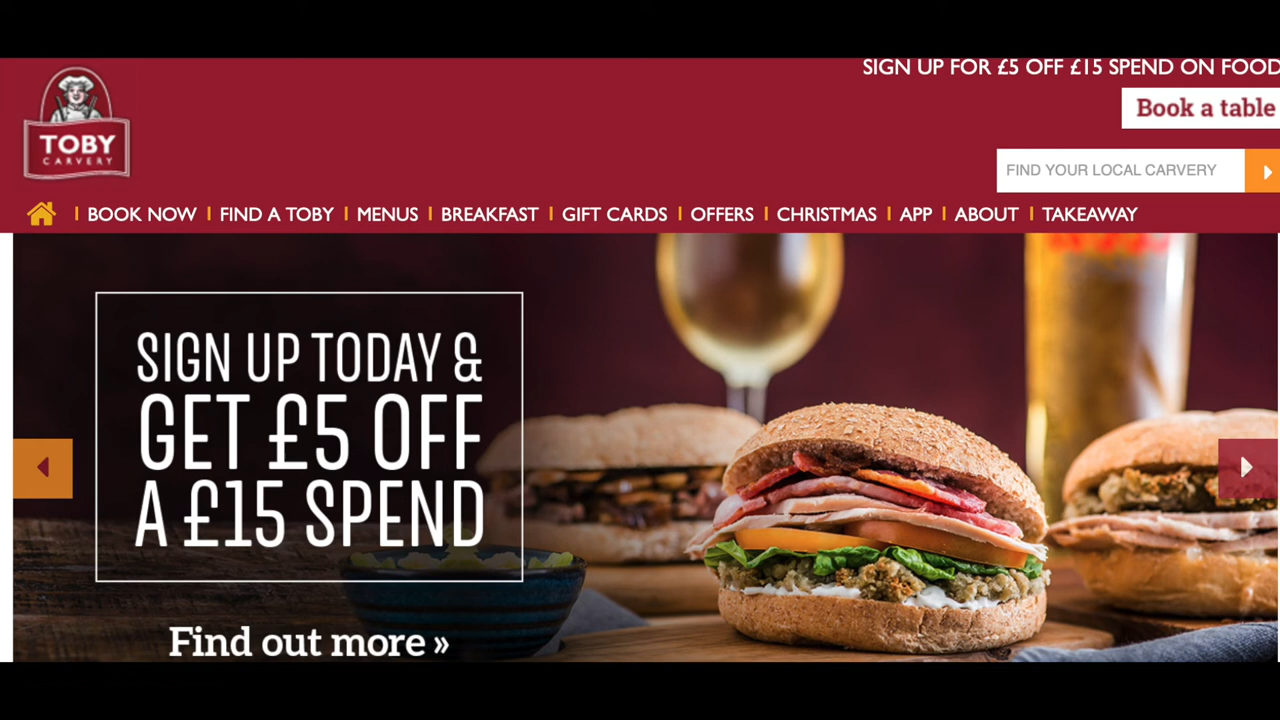 SIGN UP FOR £5 OFF £15 SPEND ON FOOD
TOBY
CARVERY
Book a table
FIND YOUR LOCAL CARVERY
BOOK NOW | FIND A TOBY | MENUS | BREAKFAST | GIFT CARDS | OFFERS | CHRISTMAS | APP | ABOUT | TAKEAWAY
SIGN UP TODAY &
GET £5 OFF
A £15 SPEND
Find out more »